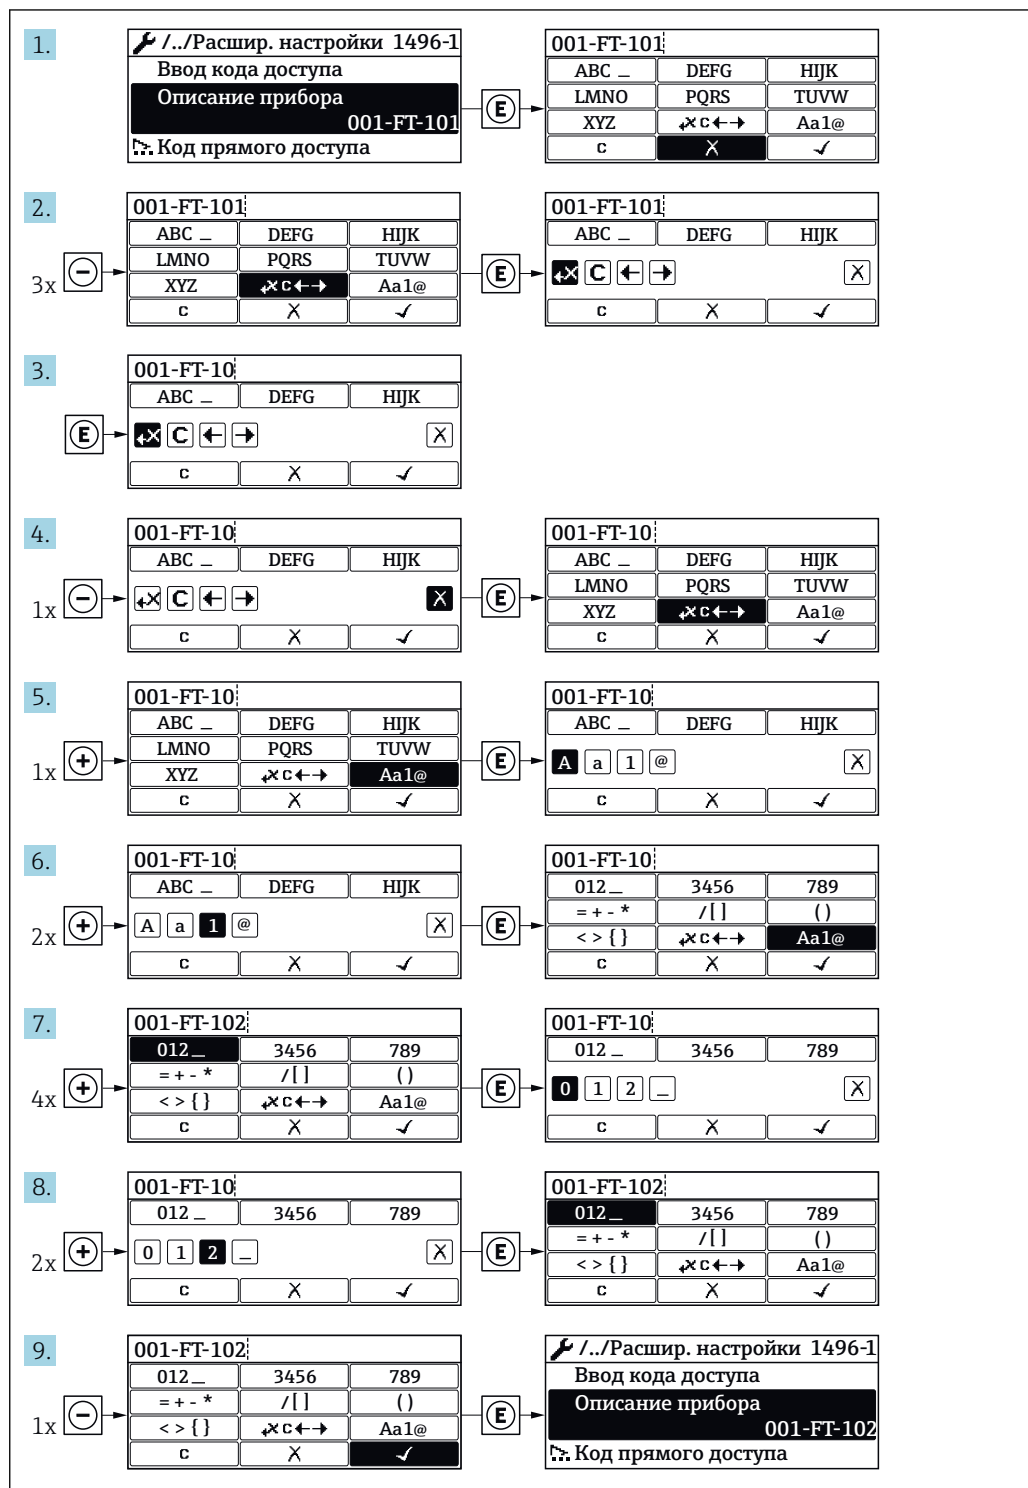 1.
/../Расшир. настройки 1496-1
Ввод кода доступа
Описание прибора
001-FT-101
Код прямого доступа
E
001-FT-101
ABC _ DEFG HIJK
LMNO PQRS TUVW
XYZ C Aa1@
C X ✓
2.
3x
001-FT-101
ABC _ DEFG HIJK
LMNO PQRS TUVW
XYZ C Aa1@
C X ✓
E
001-FT-101
ABC _ DEFG HIJK
C X
C X ✓
3.
E
001-FT-10
ABC _ DEFG HIJK
C X
C X ✓
4.
1x
001-FT-10
ABC _ DEFG HIJK
C X
C X ✓
E
001-FT-10
ABC _ DEFG HIJK
LMNO PQRS TUVW
XYZ C Aa1@
C X ✓
5.
1x
001-FT-10
ABC _ DEFG HIJK
LMNO PQRS TUVW
XYZ C Aa1@
C X ✓
E
001-FT-10
ABC _ DEFG HIJK
A a 1 @ X
C X ✓
6.
2x
001-FT-10
ABC _ DEFG HIJK
A a 1 @ X
C X ✓
E
001-FT-10
012 _ 3456 789
= + - * / [ ] ( )
< > { } C Aa1@
C X ✓
7.
4x
001-FT-102
012 _ 3456 789
= + - * / [ ] ( )
< > { } C Aa1@
C X ✓
E
001-FT-10
012 _ 3456 789
0 1 2 _ X
C X ✓
8.
2x
001-FT-10
012 _ 3456 789
0 1 2 _ X
C X ✓
E
001-FT-102
012 _ 3456 789
= + - * / [ ] ( )
< > { } C Aa1@
C X ✓
9.
1x
001-FT-102
012 _ 3456 789
= + - * / [ ] ( )
< > { } C Aa1@
C X ✓
E
/../Расшир. настройки 1496-1
Ввод кода доступа
Описание прибора
001-FT-102
Код прямого доступа